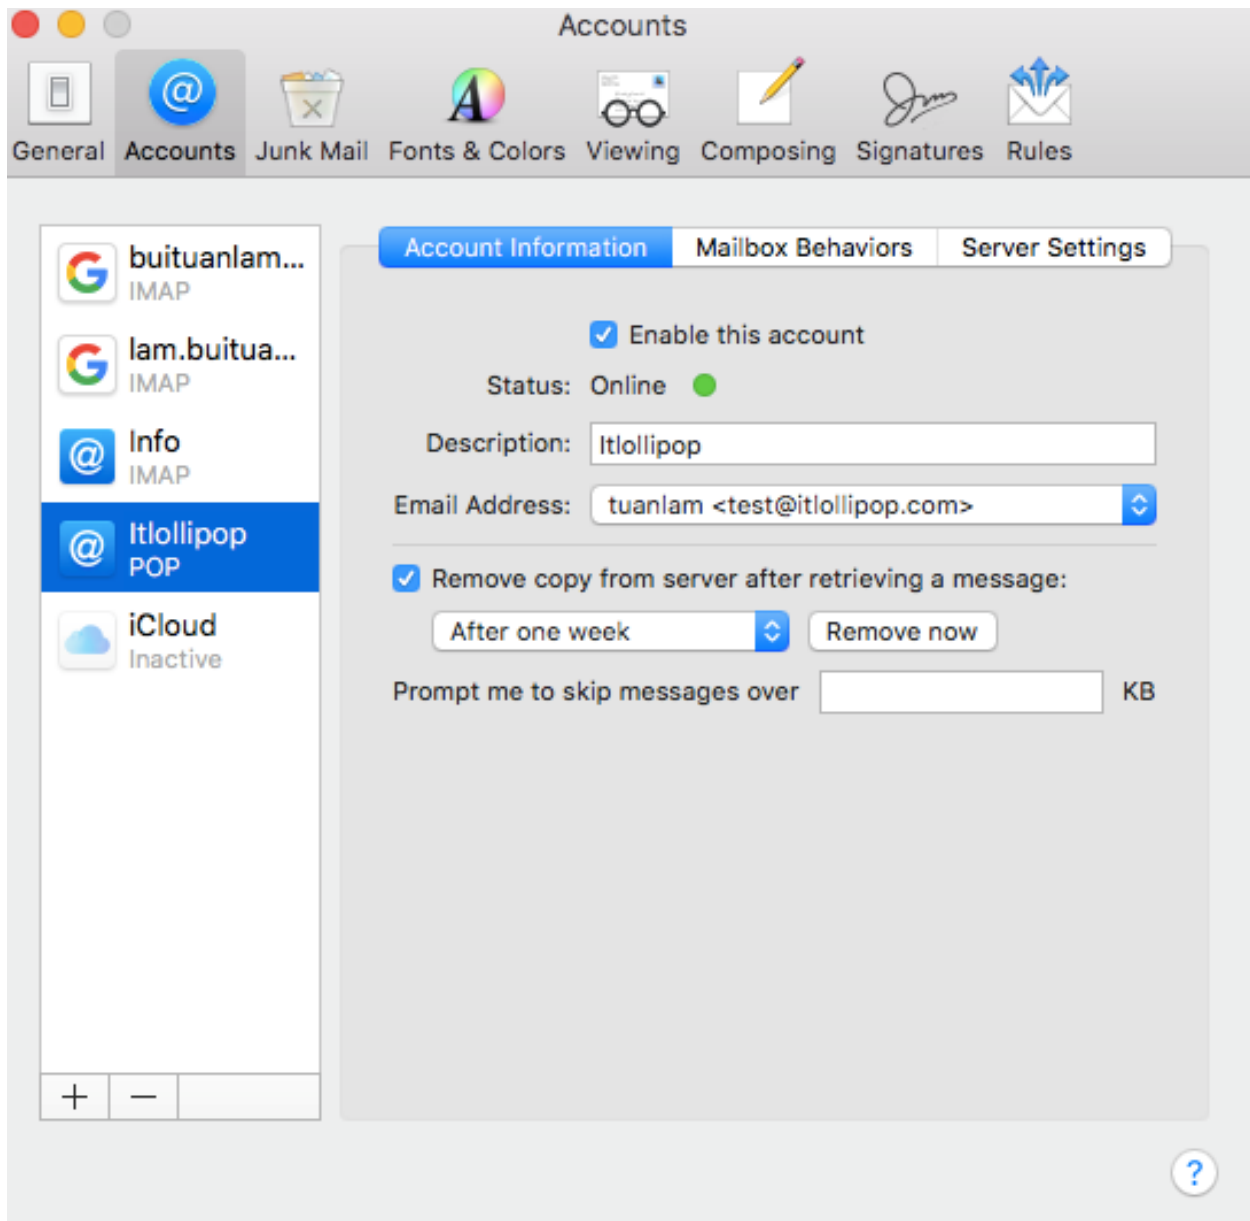 Accounts
General Accounts Junk Mail Fonts & Colors Viewing Composing Signatures Rules
buituanlam...
IMAP
lam.buitua...
IMAP
Info
IMAP
Itlollipop
POP
iCloud
Inactive
Account Information Mailbox Behaviors Server Settings
Enable this account
Status: Online
Description: Itlollipop
Email Address: tuanlam <test@itlollipop.com>
Remove copy from server after retrieving a message:
After one week Remove now
Prompt me to skip messages over KB
?